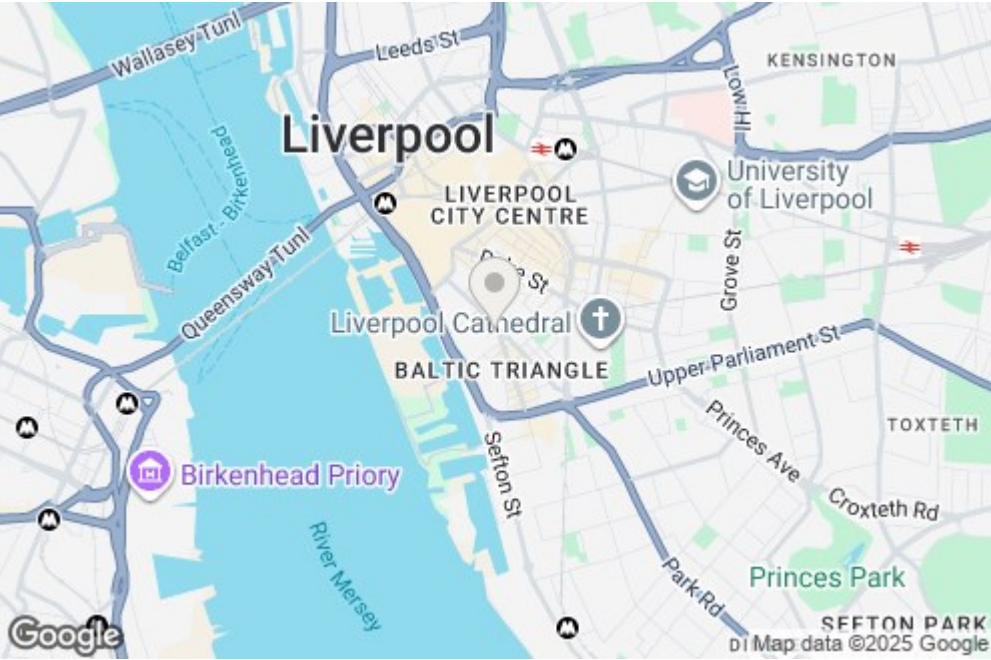 Wallasey Tunl
Leeds St
KENSINGTON
Low Hl
Liverpool
University
of Liverpool
LIVERPOOL
CITY CENTRE
Belfast - Birkenhead
Queensway Tunl
Grove St
St
Liverpool Cathedral
Upper Parliament St
BALTIC TRIANGLE
Princes Ave
TOXTETH
Sefton St
Birkenhead Priory
Croxteth Rd
River Mersey
Park Rd
Princes Park
SEFTON PARK
Google
Map data ©2025 Google